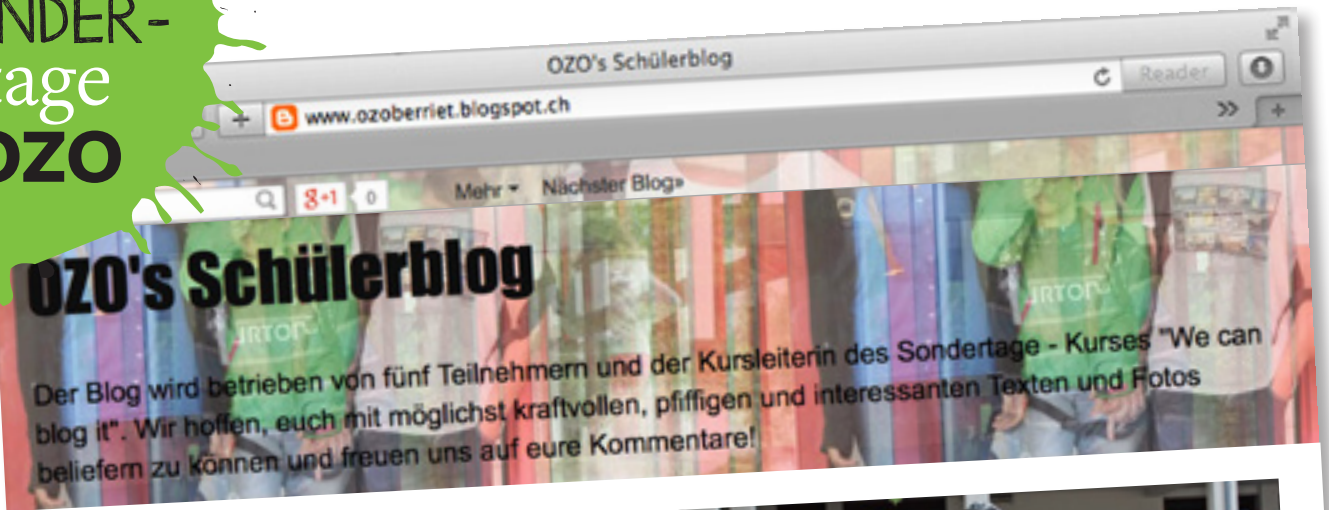 NDER-
tage
OZO
OZO's Schülerblog
Reader
www.ozoberriet.blogspot.ch
g+1 0 Mehr Nächster Blog»
OZO's Schülerblog
Der Blog wird betrieben von fünf Teilnehmern und der Kursleiterin des Sondertage - Kurses "We can
blog it". Wir hoffen, euch mit möglichst kraftvollen, pfiffigen und interessanten Texten und Fotos
beliefern zu können und freuen uns auf eure Kommentare!